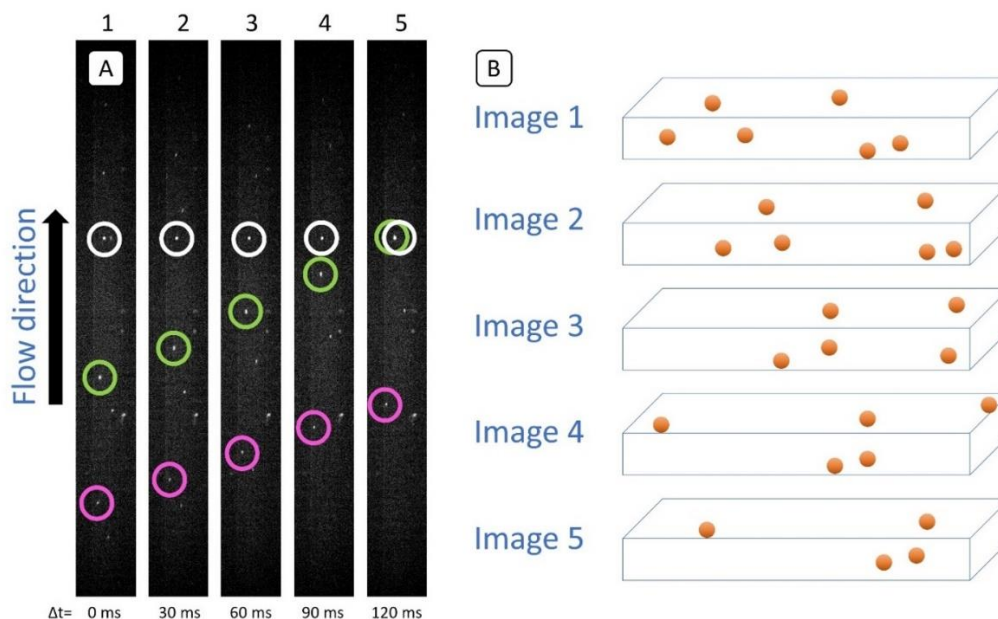 1 2 3 4 5
A
Flow direction
Δt= 0 ms 30 ms 60 ms 90 ms 120 ms
B
Image 1
Image 2
Image 3
Image 4
Image 5